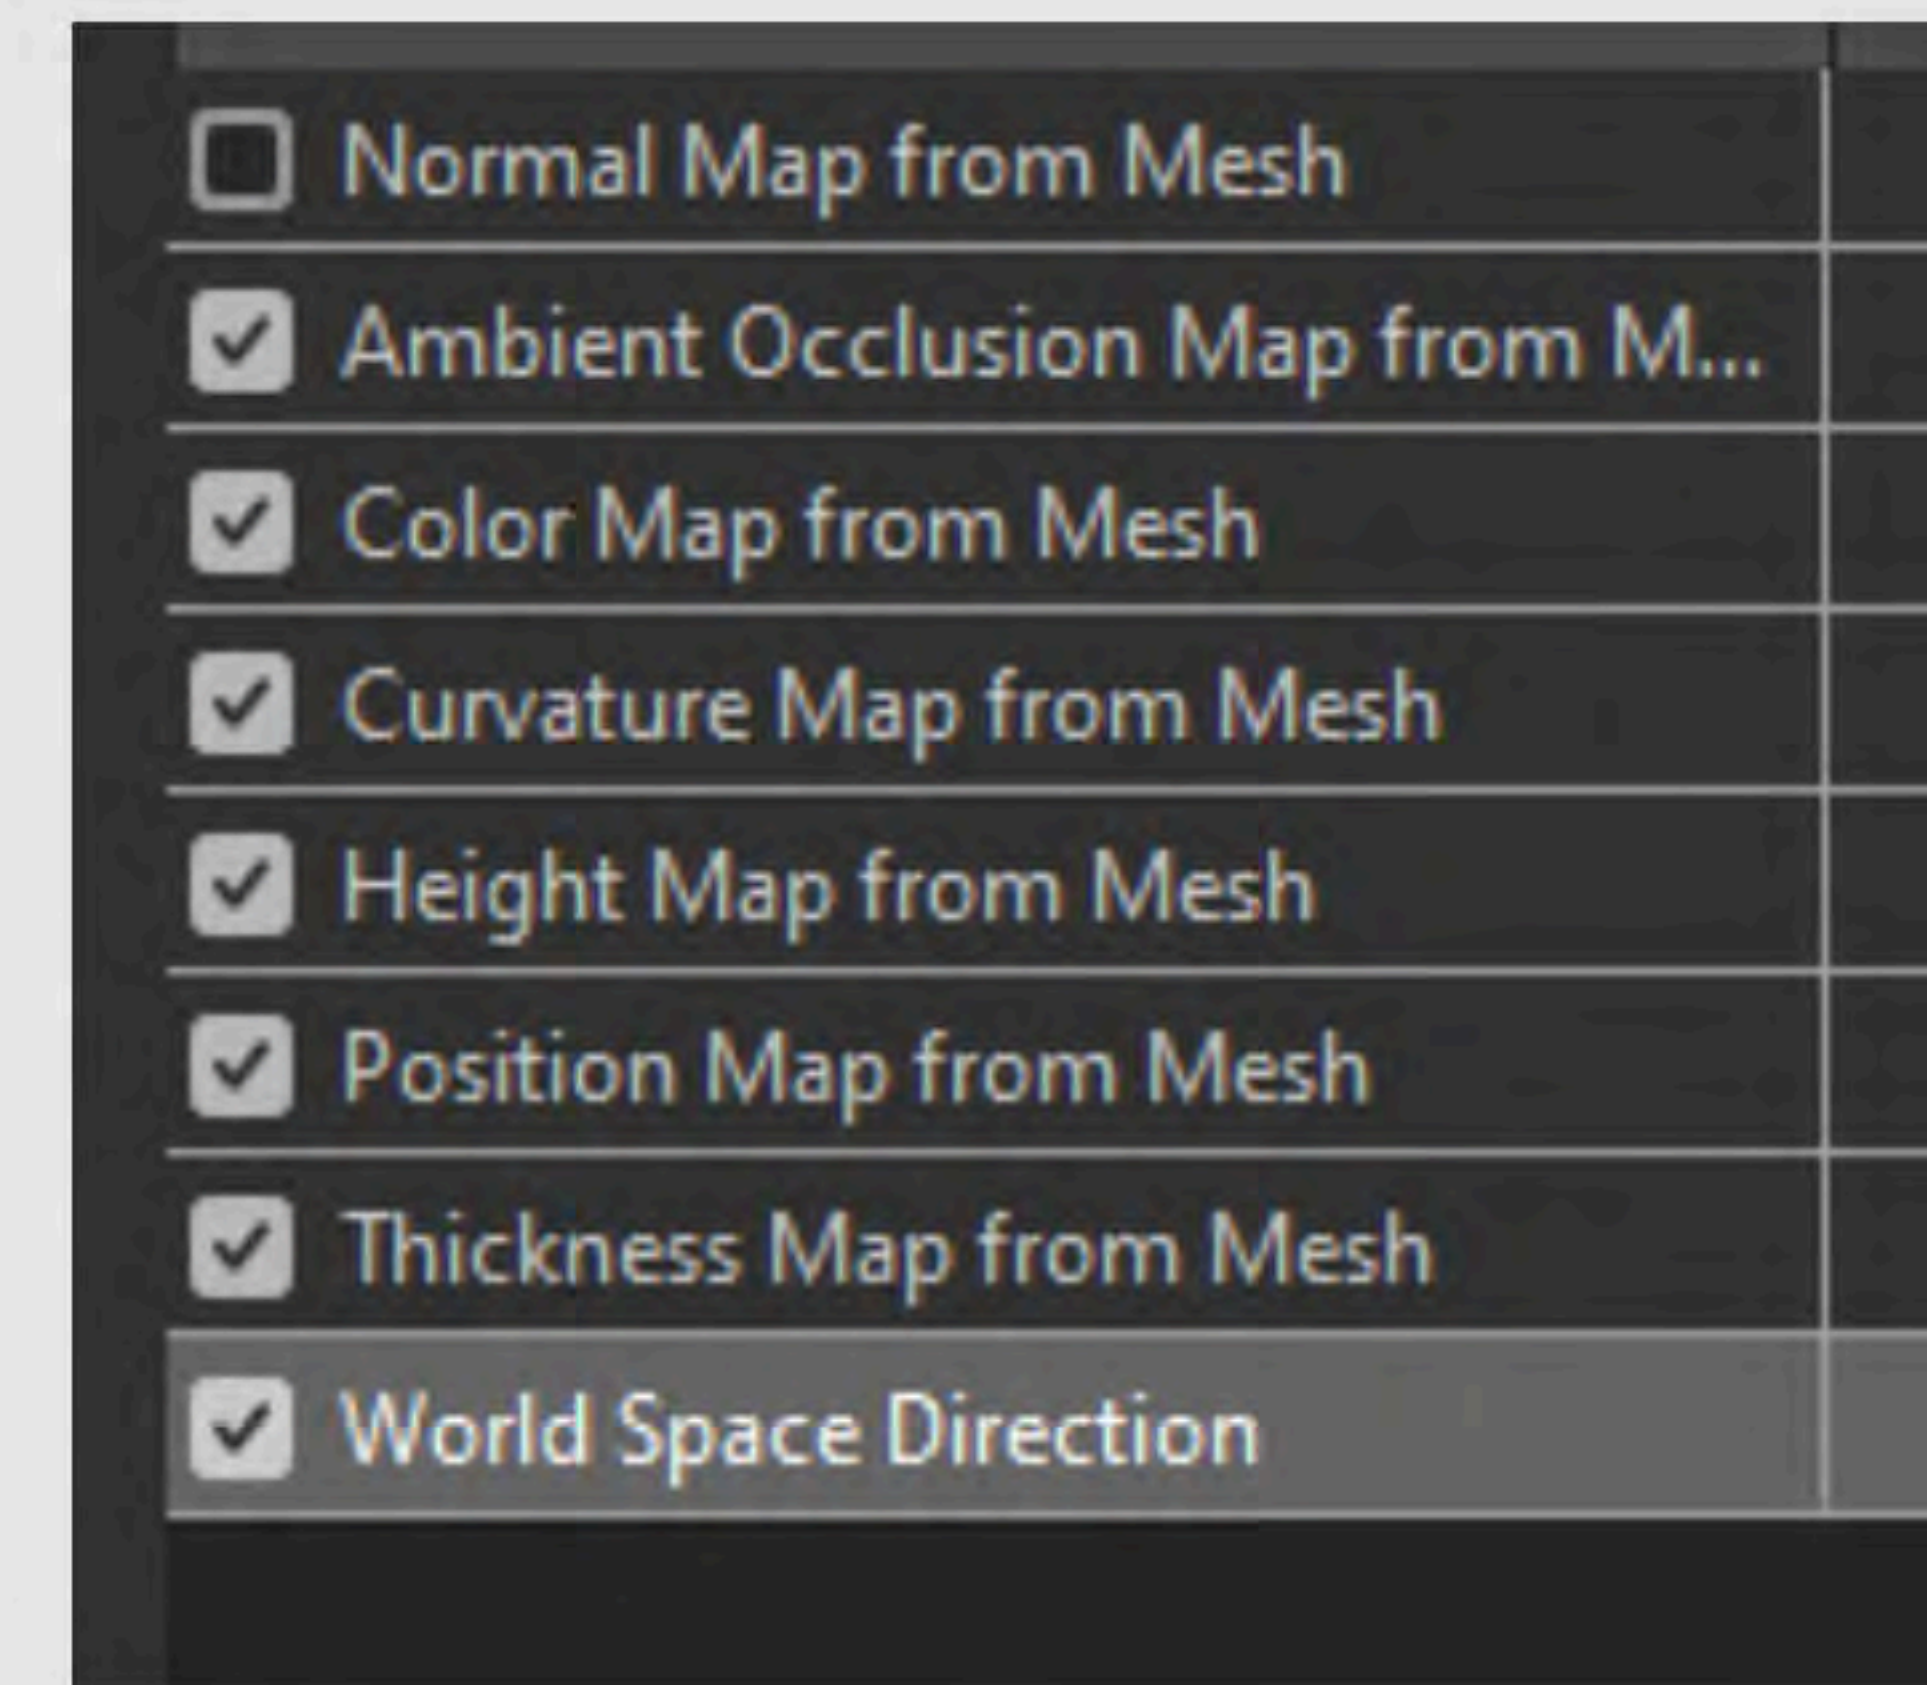 Normal Map from Mesh
Ambient Occlusion Map from M...
Color Map from Mesh
Curvature Map from Mesh
Height Map from Mesh
Position Map from Mesh
Thickness Map from Mesh
World Space Direction